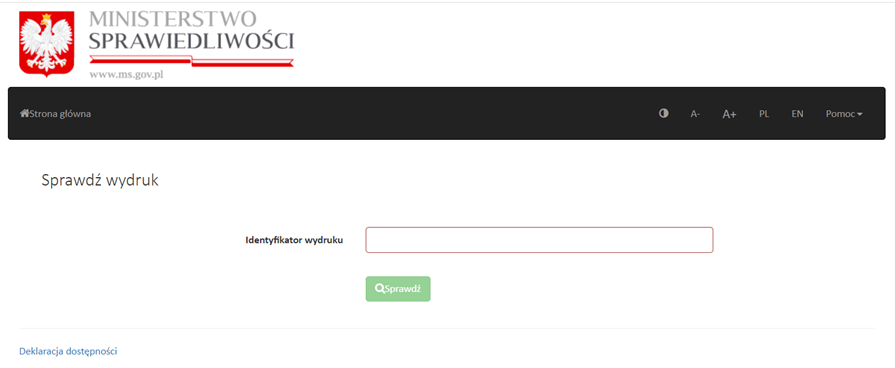 MINISTERSTWO
SPRAWIEDLIWOŚCI
www.ms.gov.pl
Strona główna A- A+ PL EN Pomoc
Sprawdź wydruk
Identyfikator wydruku
Sprawdź
Deklaracja dostępności